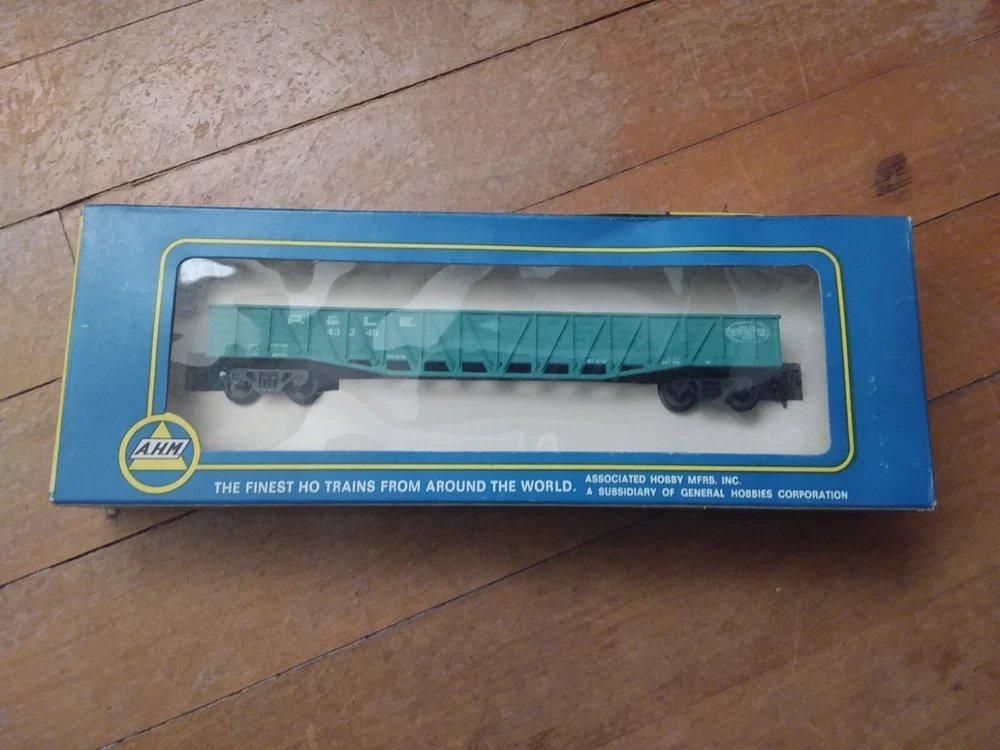 P. & L E
A.H.M.
THE FINEST HO TRAINS FROM AROUND THE WORLD.
ASSOCIATED HOBBY MFRS. INC.
A SUBSIDIARY OF GENERAL HOBBIES CORPORATION